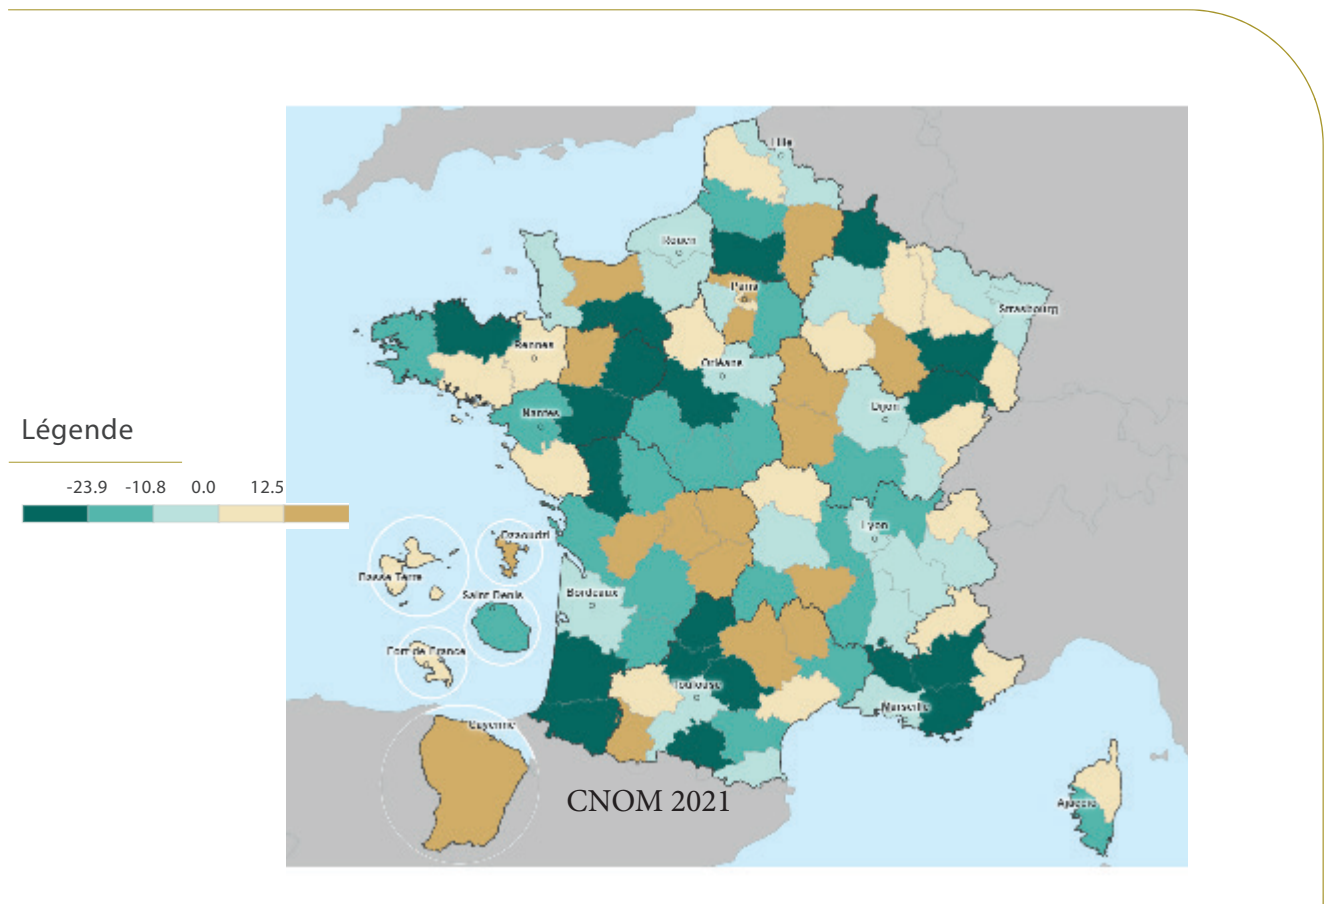 Lille
Rouen
Paris
Strasbourg
Rennes
Orléans
Dijon
Nantes
Légende
-23.9 -10.8 0.0 12.5
Lyon
Dzaoudzi
Basse Terre
Saint Denis
Bordeaux
Fort de France
Toulouse
Marseille
Cayenne
CNOM 2021
Ajaccio